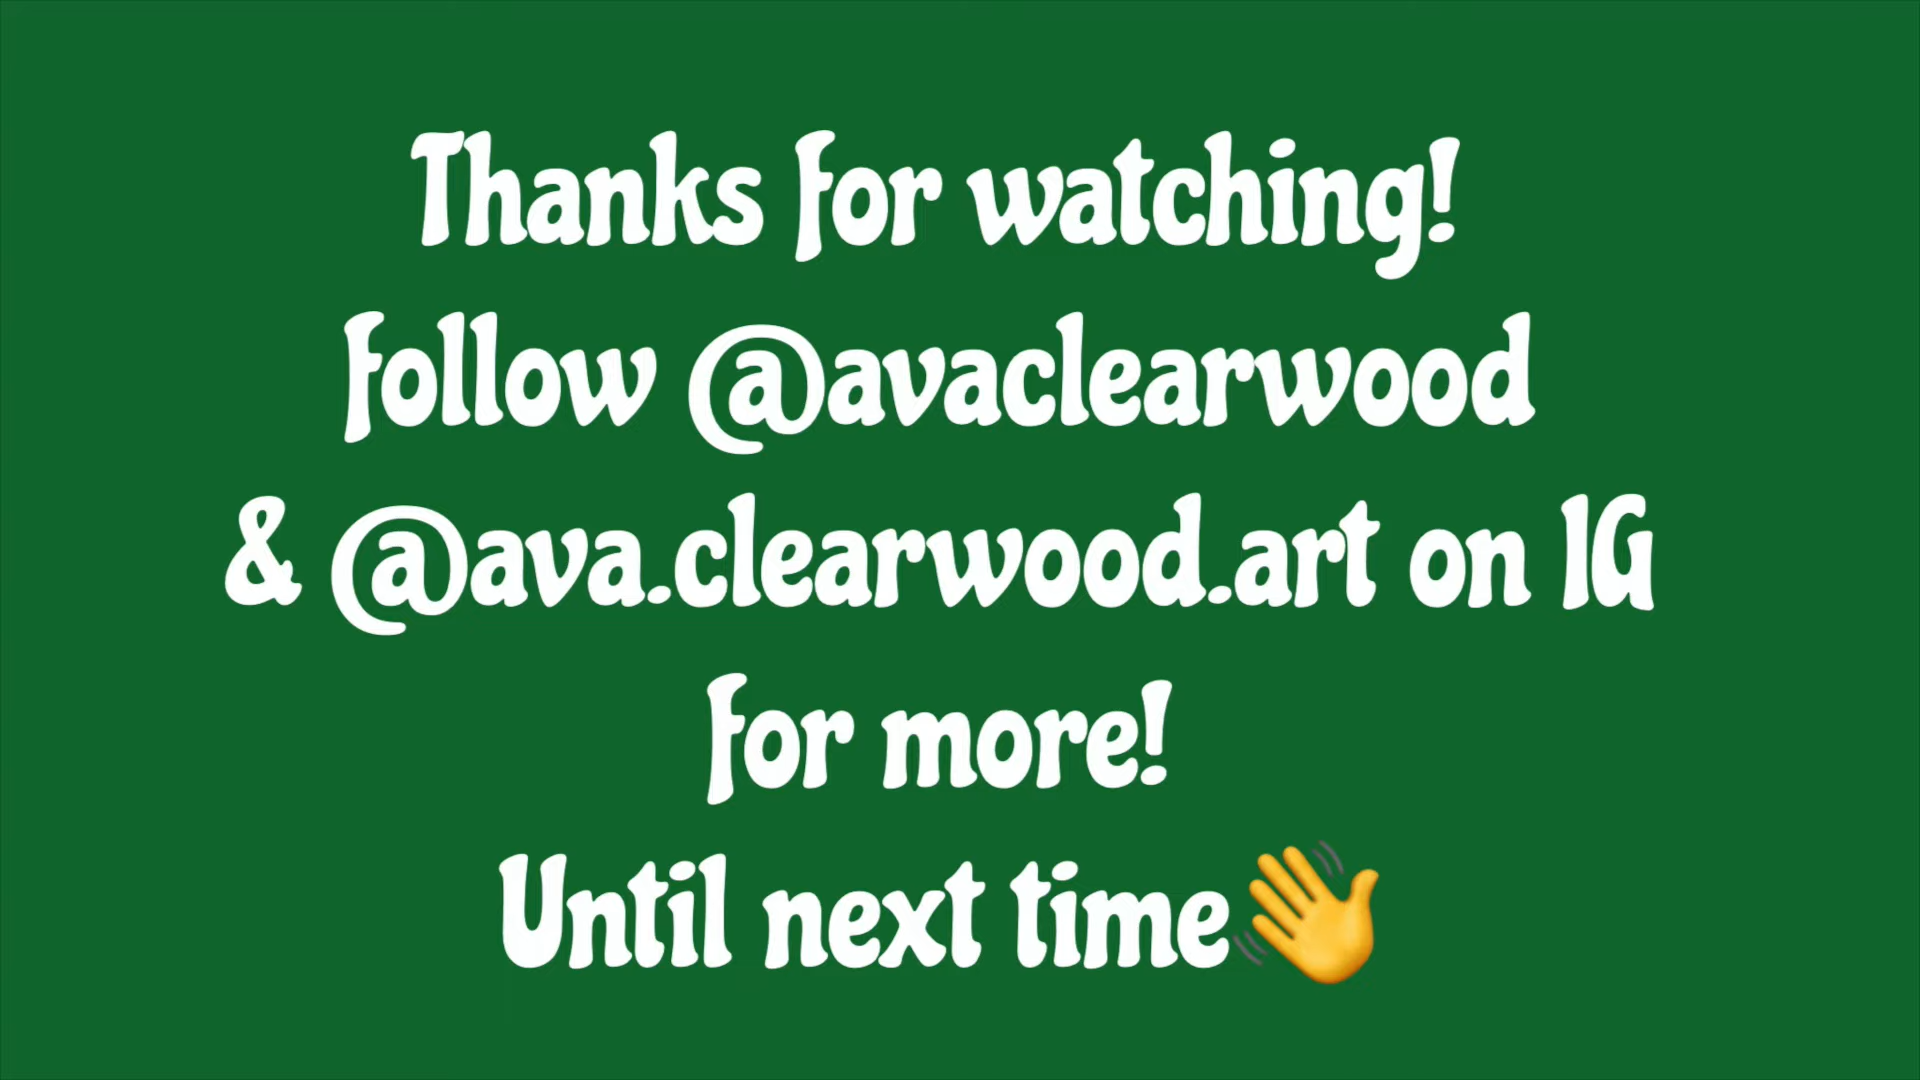 Thanks for watching!
Follow @avaclearwood
& @ava.clearwood.art on IG
for more!
Until next time👋